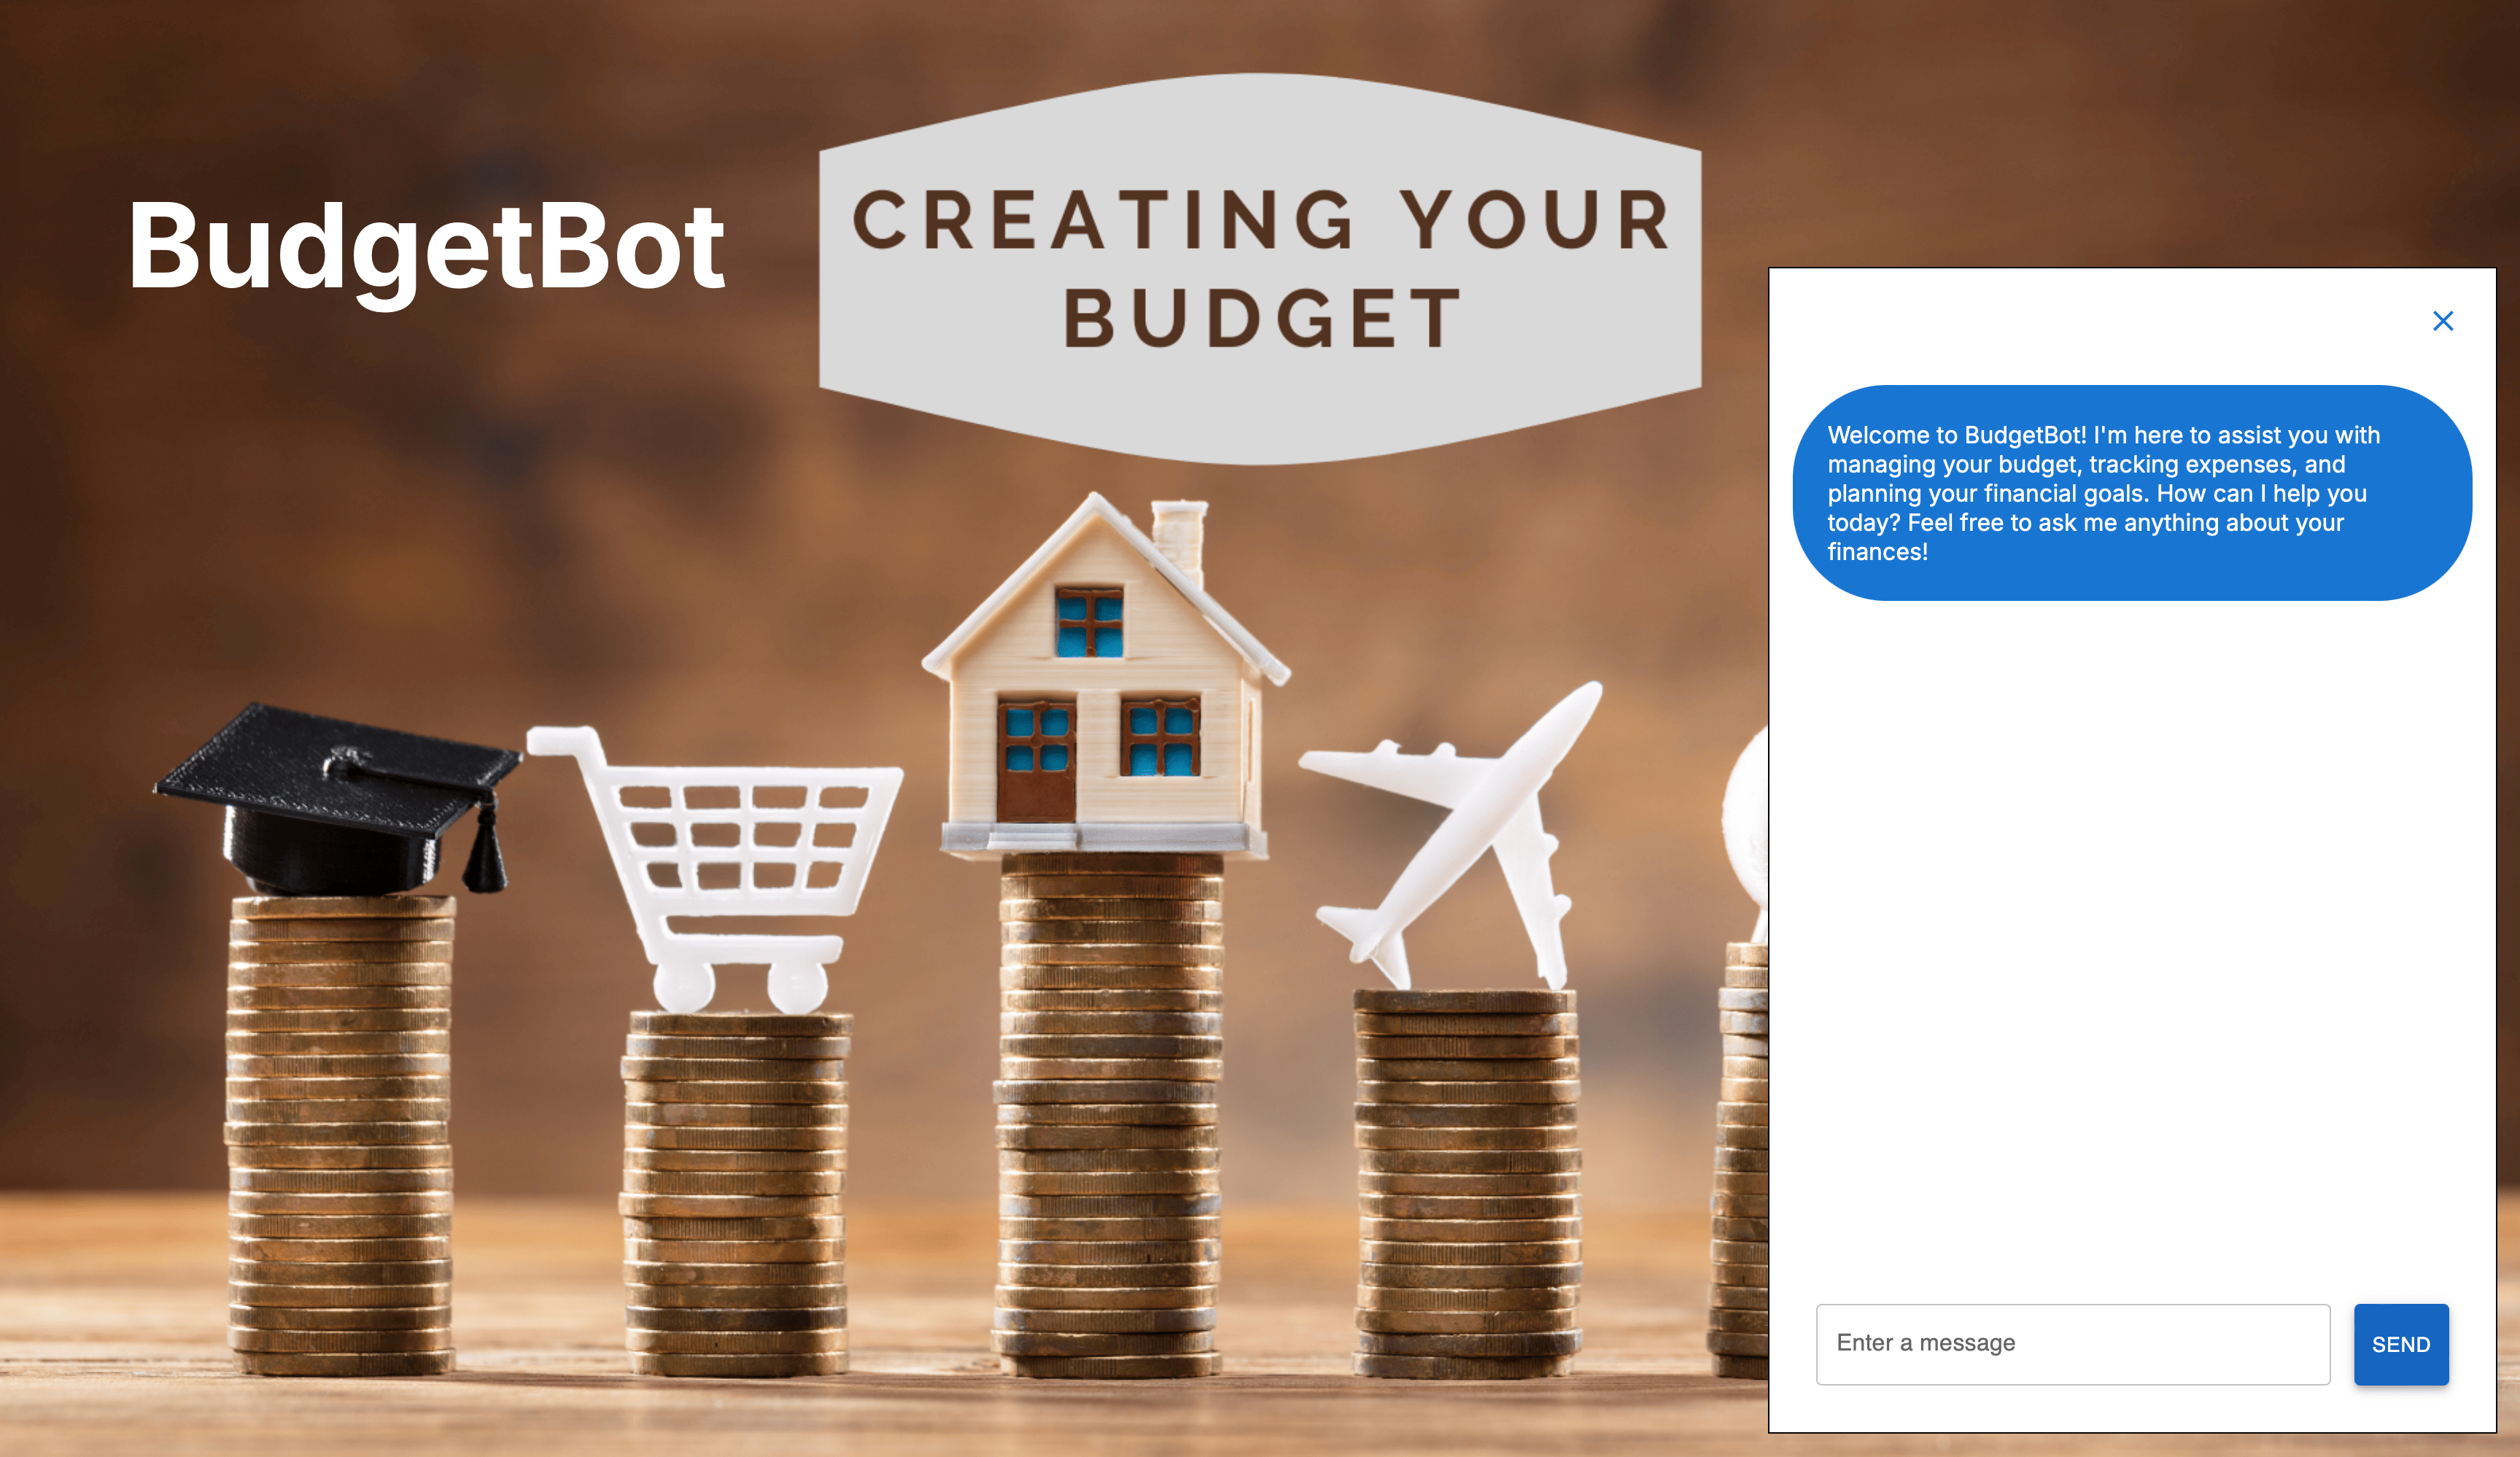 BudgetBot
CREATING YOUR
BUDGET
Welcome to BudgetBot! I'm here to assist you with
managing your budget, tracking expenses, and
planning your financial goals. How can I help you
today? Feel free to ask me anything about your
finances!
Enter a message
SEND